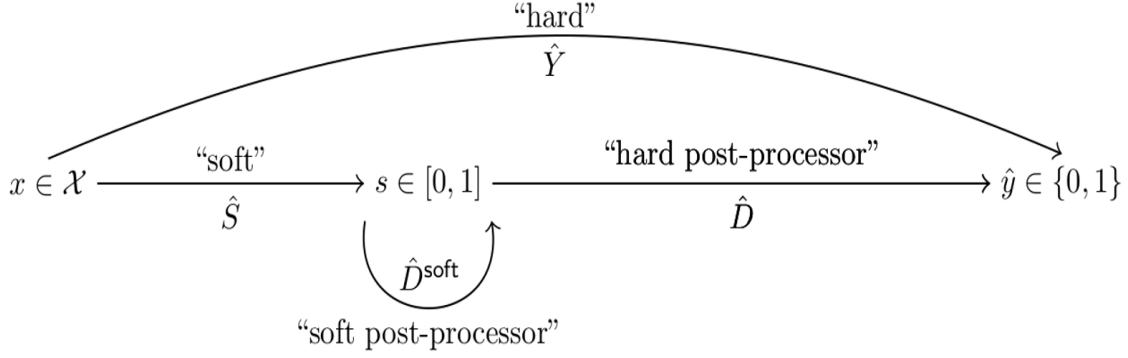 “hard”
Ŷ
“soft”
“hard post-processor”
x ∈ 𝒳
s ∈ [0, 1]
ŷ ∈ {0, 1}
Ŝ
D̂
D̂soft
“soft post-processor”